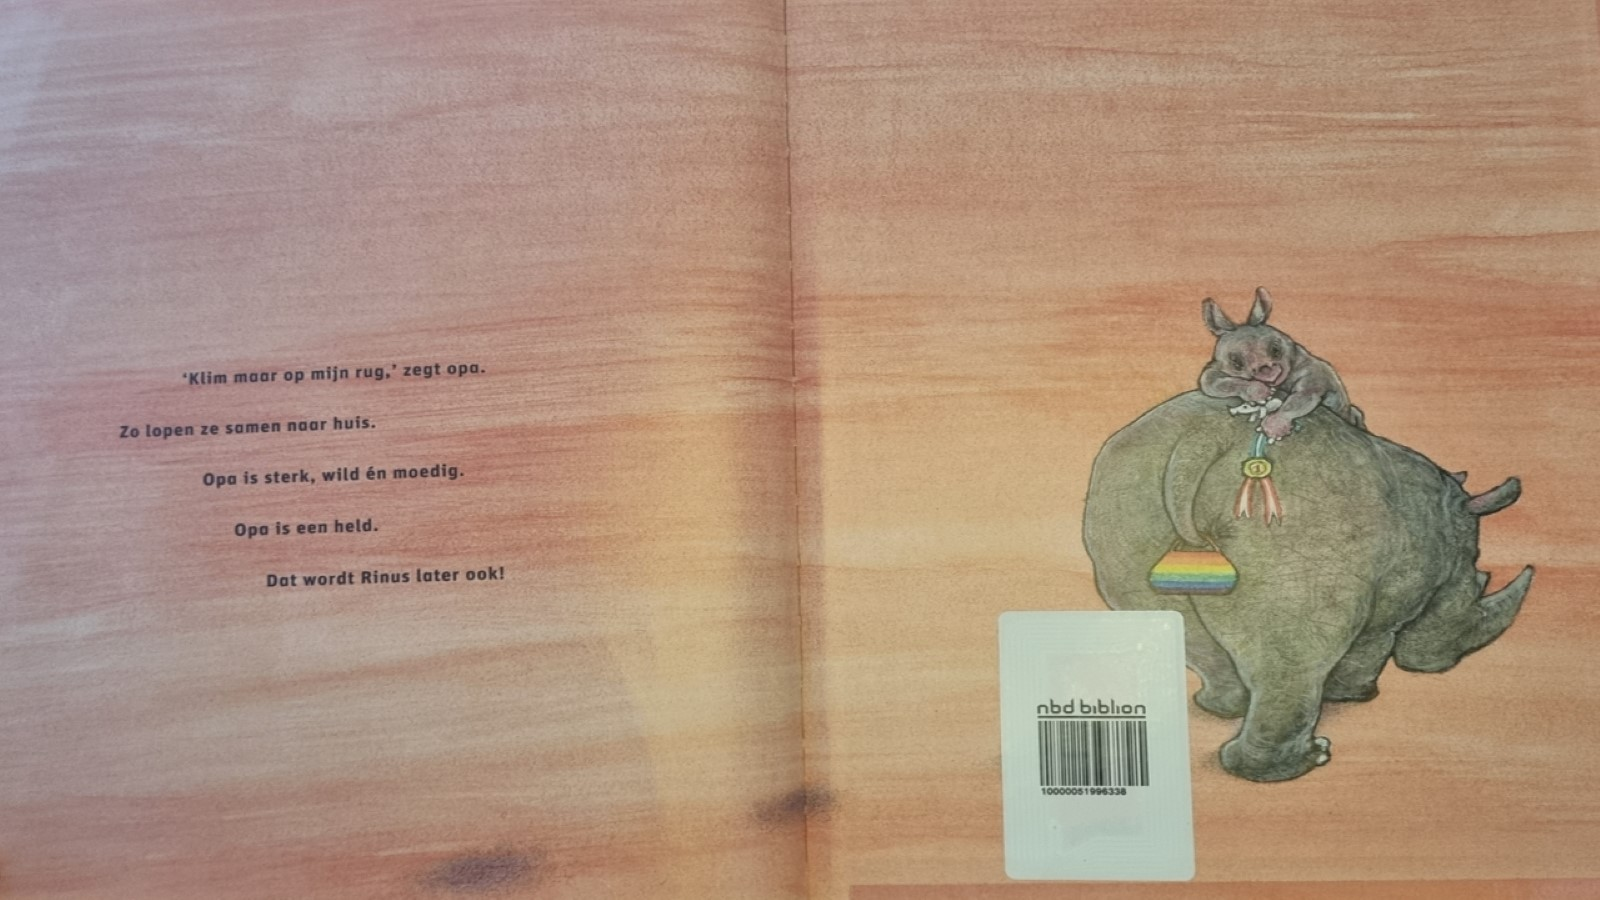 ‘Klim maar op mijn rug,’ zegt opa.
Zo lopen ze samen naar huis.
Opa is sterk, wild én moedig.
Opa is een held.
Dat wordt Rinus later ook!
1
nbd biblion
10000051996338